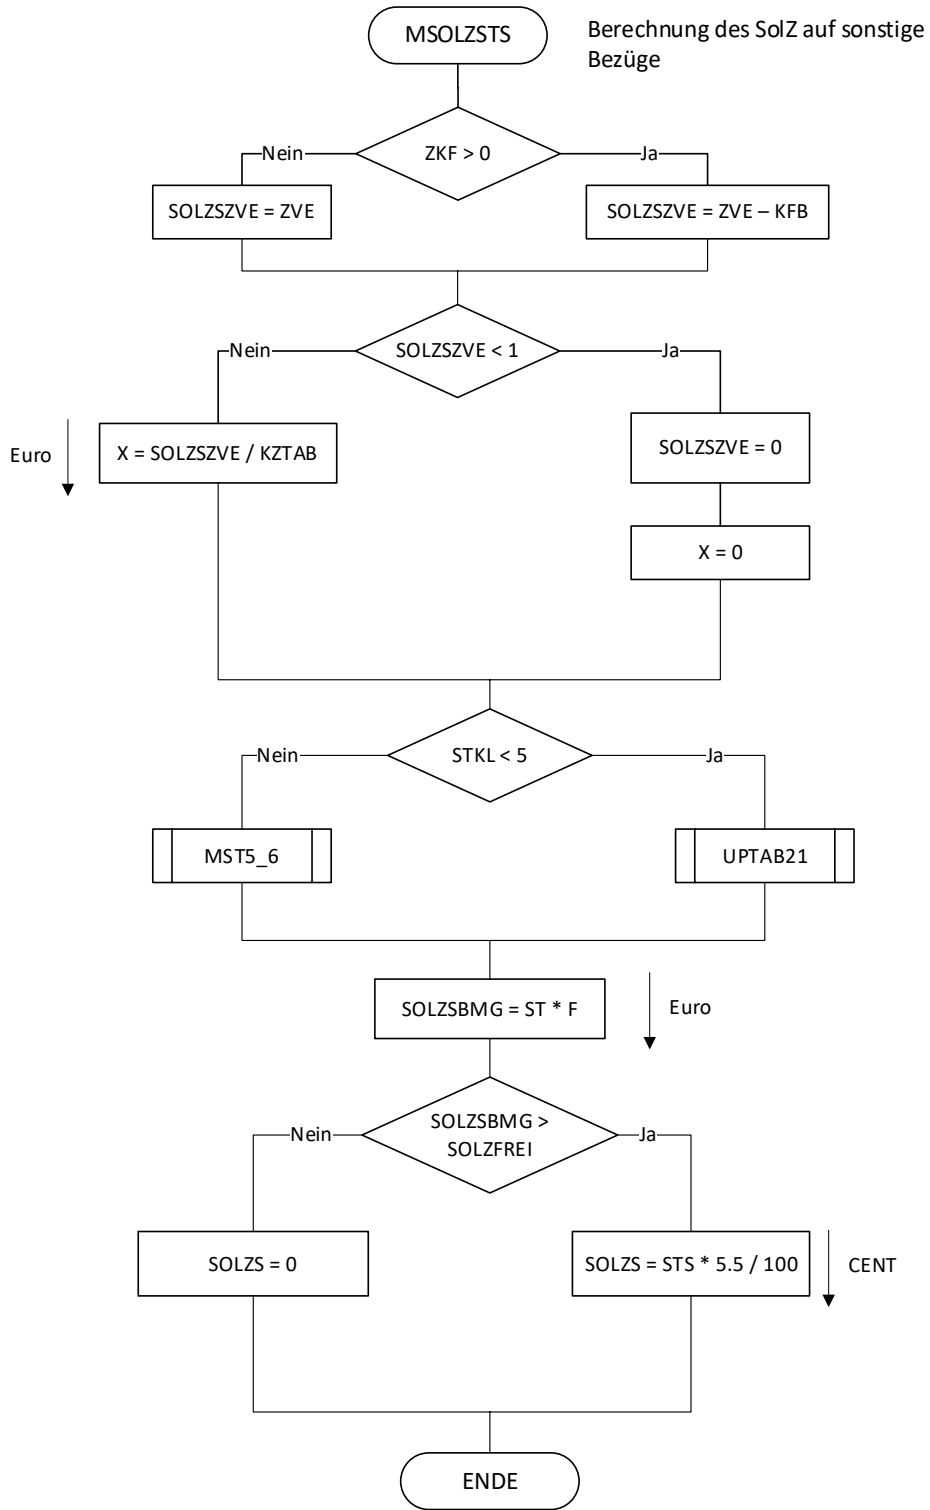 MSOLZSTS
Berechnung des SolZ auf sonstige
Bezüge
ZKF > 0
Nein
Ja
SOLZSZVE = ZVE
SOLZSZVE = ZVE – KFB
SOLZSZVE < 1
Nein
Ja
Euro
X = SOLZSZVE / KZTAB
SOLZSZVE = 0
X = 0
STKL < 5
Nein
Ja
MST5_6
UPTAB21
SOLZSBMG = ST * F
Euro
SOLZSBMG >
SOLZFREI
Nein
Ja
SOLZS = 0
SOLZS = STS * 5.5 / 100
CENT
ENDE